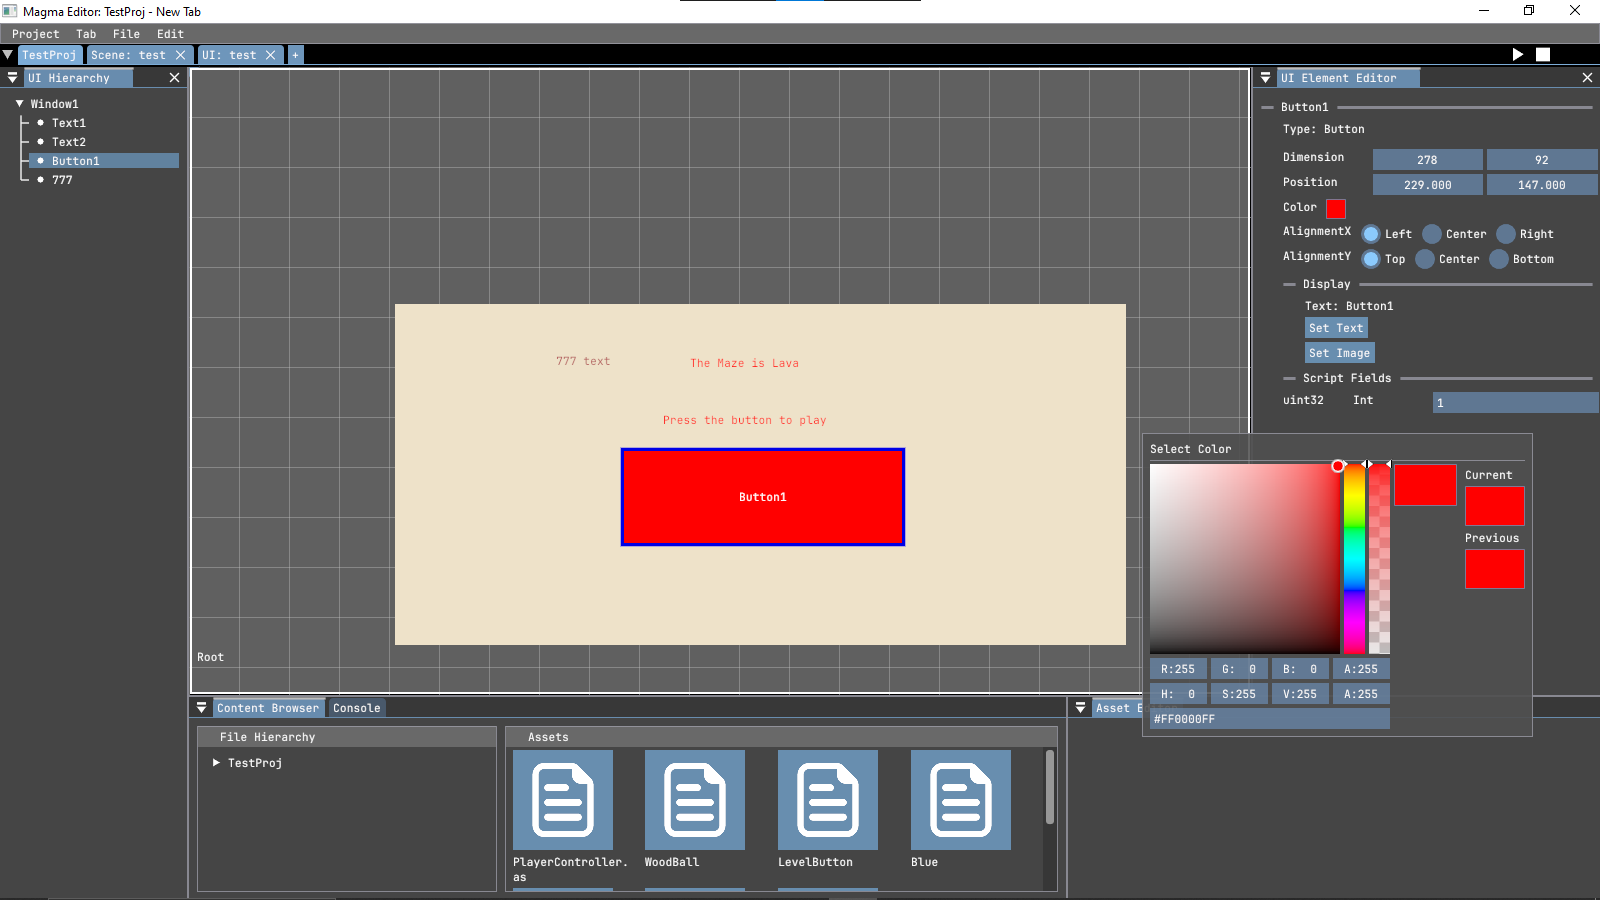 Magma Editor: TestProj - New Tab
Project Tab File Edit
TestProj Scene: test UI: test +
UI Hierarchy
Window1
Text1
Text2
Button1
777
777 text
The Maze is Lava
Press the button to play
Button1
Root
UI Element Editor
Button1
Type: Button
Dimension 278 92
Position 229.000 147.000
Color
AlignmentX Left Center Right
AlignmentY Top Center Bottom
Display
Text: Button1
Set Text
Set Image
Script Fields
uint32 Int 1
Select Color
Current
Previous
R:255 G: 0 B: 0 A:255
H: 0 S:255 V:255 A:255
#FF0000FF
Content Browser Console
File Hierarchy
TestProj
Assets
PlayerController.
as
WoodBall
LevelButton
Blue
Asset